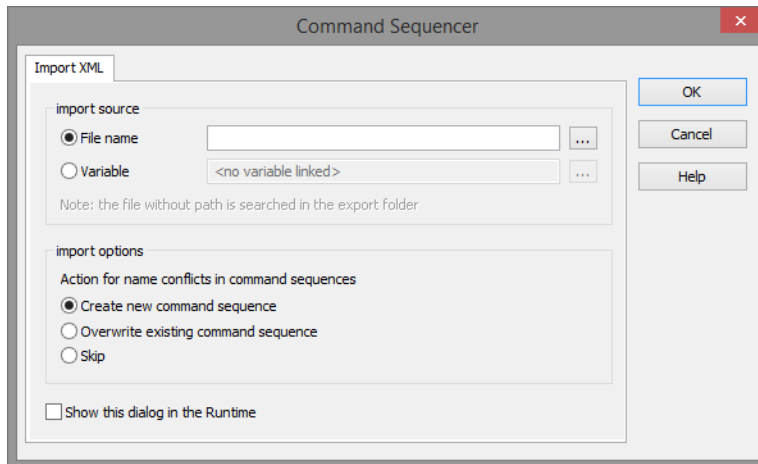 Command Sequencer
Import XML
import source
File name
...
Variable
<no variable linked>
...
Note: the file without path is searched in the export folder
import options
Action for name conflicts in command sequences
Create new command sequence
Overwrite existing command sequence
Skip
Show this dialog in the Runtime
OK
Cancel
Help